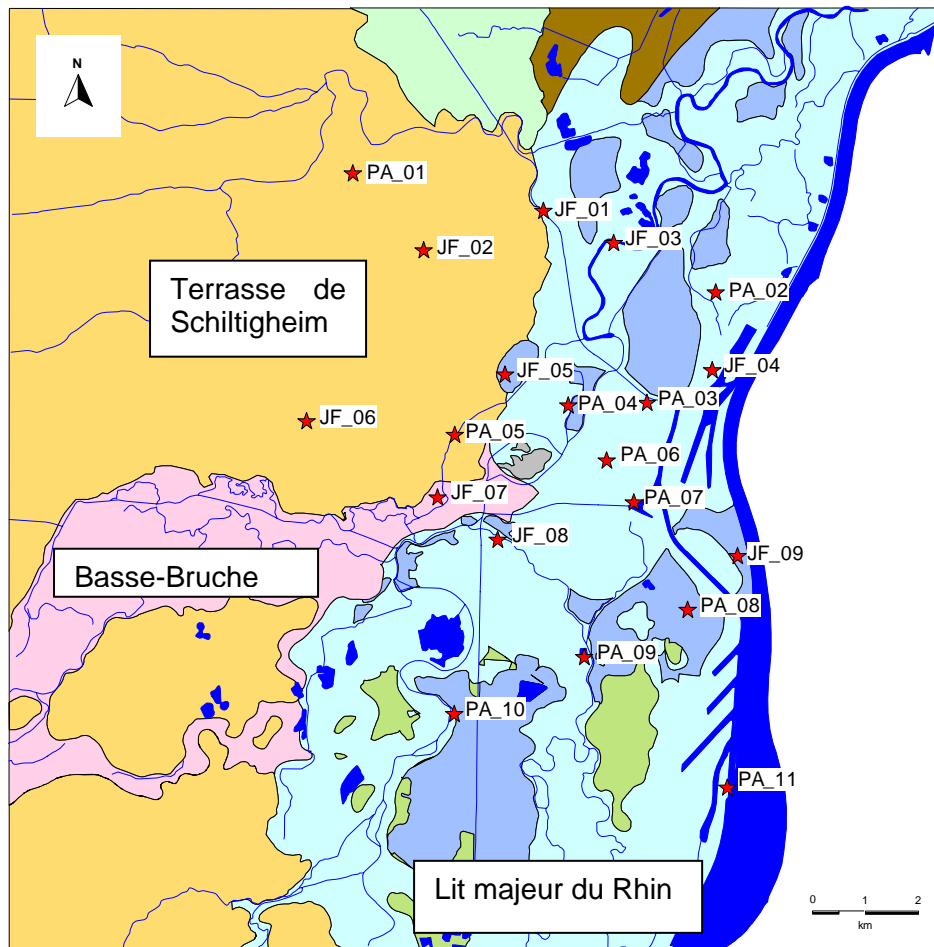 N
PA_01
JF_01
JF_02
JF_03
Terrasse de
Schiltigheim
PA_02
JF_04
JF_05
PA_04
PA_03
JF_06
PA_05
PA_06
JF_07
PA_07
JF_08
JF_09
Basse-Bruche
PA_08
PA_09
PA_10
PA_11
Lit majeur du Rhin
0 1 2
km